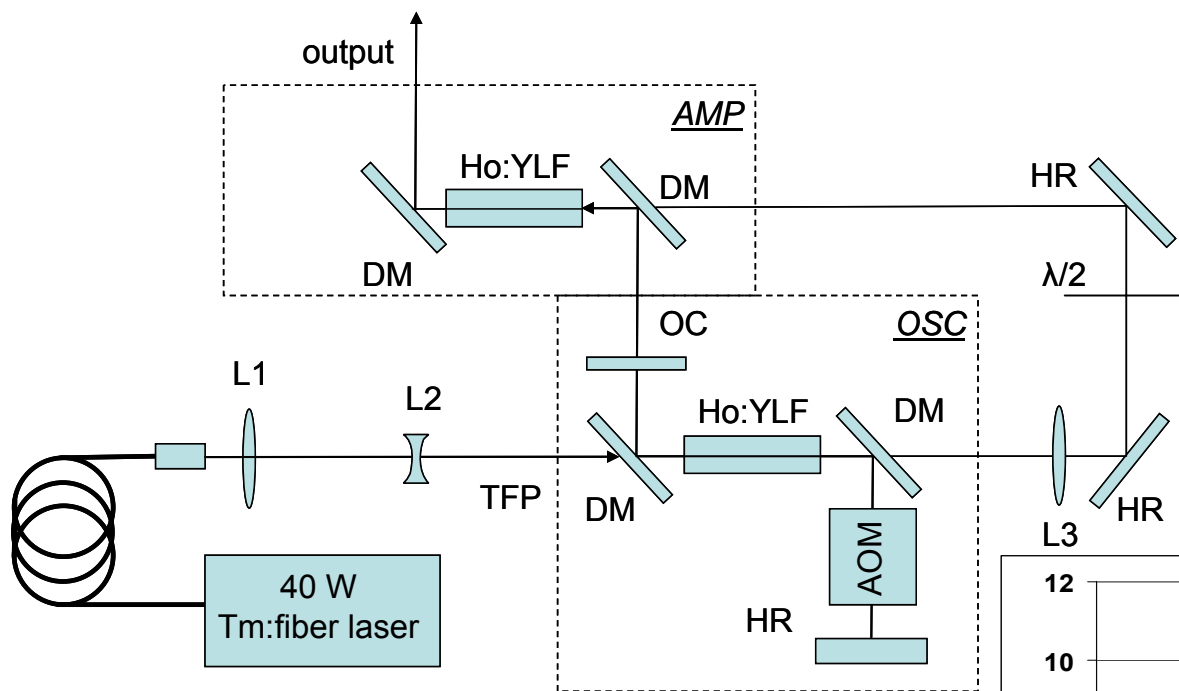 output
AMP
Ho:YLF
DM
HR
DM
λ/2
OC
OSC
L1
L2
Ho:YLF
DM
TFP
DM
HR
L3
AOM
HR
40 W
Tm:fiber laser
12
10